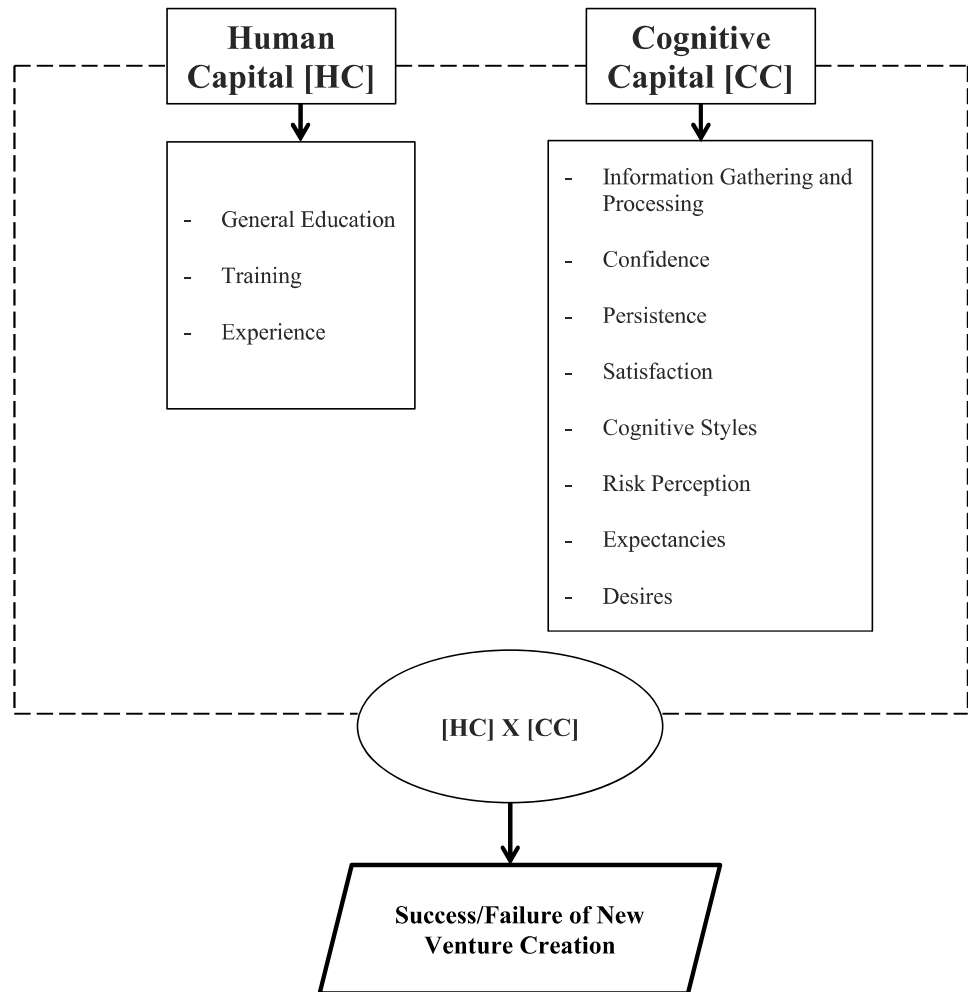 Human
Capital [HC]
Cognitive
Capital [CC]
- General Education
- Training
- Experience
- Information Gathering and
Processing
- Confidence
- Persistence
- Satisfaction
- Cognitive Styles
- Risk Perception
- Expectancies
- Desires
[HC] X [CC]
Success/Failure of New
Venture Creation